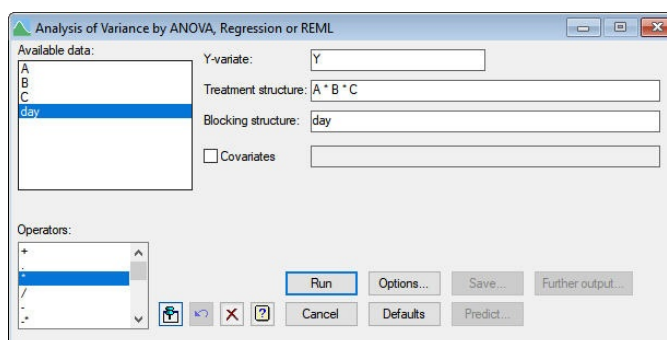 Analysis of Variance by ANOVA, Regression or REML
Available data:
A
B
C
day
Y-variate: Y
Treatment structure: A * B * C
Blocking structure: day
Covariates
Operators:
+
.
*
/
-
-*
Run Options... Save... Further output...
Cancel Defaults Predict...